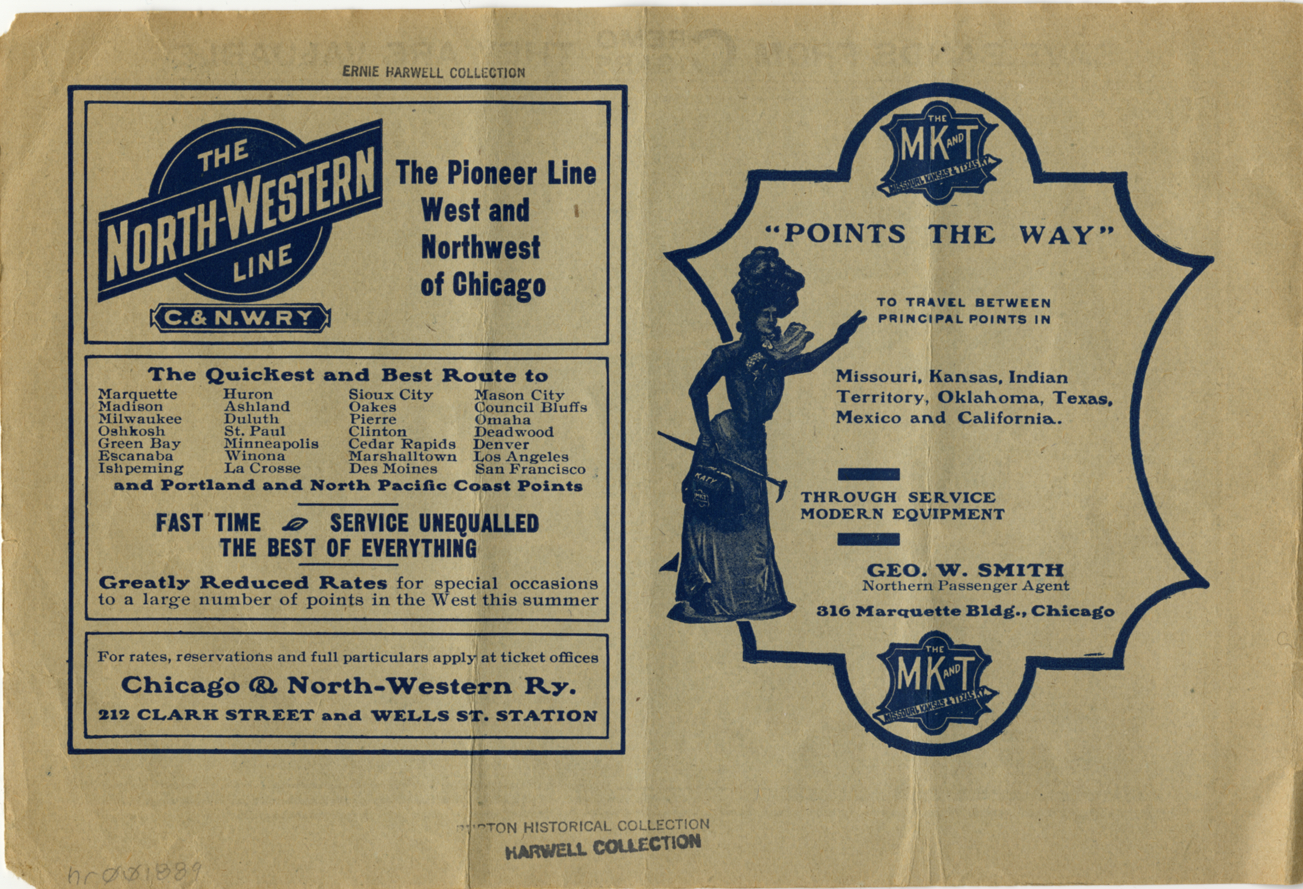 ERNIE HARWELL COLLECTION
THE
NORTH-WESTERN
LINE
C. & N.W. RY
The Pioneer Line
West and
Northwest
of Chicago
The Quickest and Best Route to
Marquette Huron Sioux City Mason City
Madison Ashland Oakes Council Bluffs
Milwaukee Duluth Pierre Omaha
Oshkosh St. Paul Clinton Deadwood
Green Bay Minneapolis Cedar Rapids Denver
Escanaba Winona Marshalltown Los Angeles
Ishpeming La Crosse Des Moines San Francisco
and Portland and North Pacific Coast Points
FAST TIME SERVICE UNEQUALLED
THE BEST OF EVERYTHING
Greatly Reduced Rates for special occasions
to a large number of points in the West this summer
For rates, reservations and full particulars apply at ticket offices
Chicago & North-Western Ry.
212 CLARK STREET and WELLS ST. STATION
THE
MK AND T
MISSOURI, KANSAS & TEXAS RY.
"POINTS THE WAY"
TO TRAVEL BETWEEN
PRINCIPAL POINTS IN
Missouri, Kansas, Indian
Territory, Oklahoma, Texas,
Mexico and California.
KATY
THROUGH SERVICE
MODERN EQUIPMENT
GEO. W. SMITH
Northern Passenger Agent
316 Marquette Bldg., Chicago
THE
MK AND T
MISSOURI, KANSAS & TEXAS RY.
HISTORICAL COLLECTION
HARWELL COLLECTION